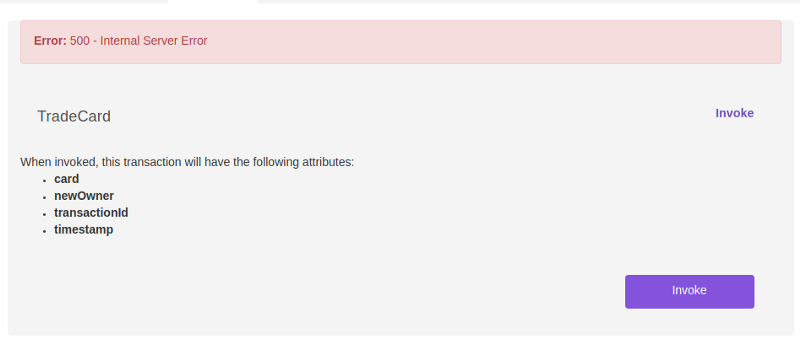 Error: 500 - Internal Server Error
TradeCard
Invoke
When invoked, this transaction will have the following attributes:
• card
• newOwner
• transactionId
• timestamp
Invoke